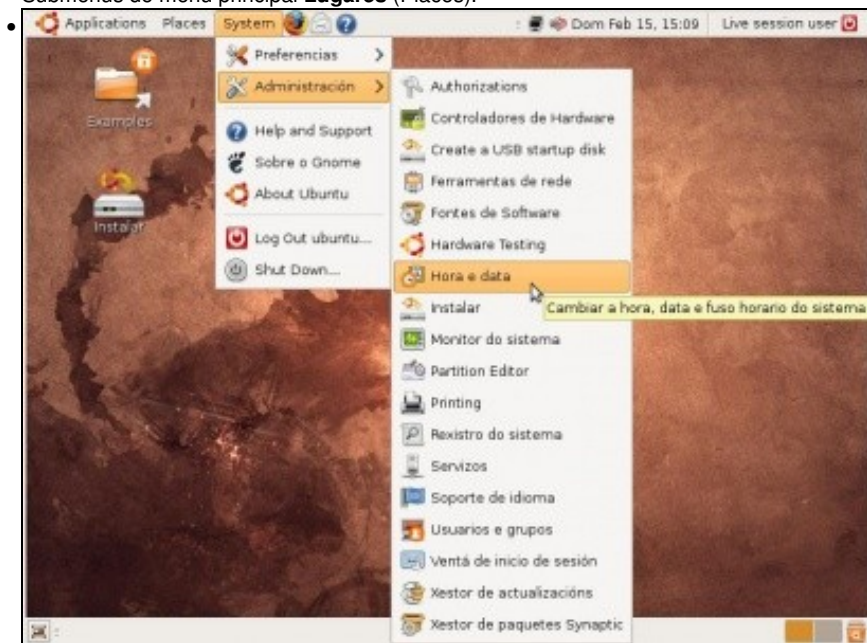 Submenús do menú principal Lugares (Places).
Applications Places System : Dom Feb 15, 15:09 Live session user
Examples
Instalar
Preferencias
Administración
Help and Support
Sobre o Gnome
About Ubuntu
Log Out ubuntu...
Shut Down...
Authorizations
Controladores de Hardware
Create a USB startup disk
Ferramentas de rede
Fontes de Software
Hardware Testing
Hora e data
Cambiar a hora, data e fuso horario do sistema
Instalar
Monitor do sistema
Partition Editor
Printing
Rexistro do sistema
Servizos
Soporte de idioma
Usuarios e grupos
Ventá de inicio de sesión
Xestor de actualizacións
Xestor de paquetes Synaptic